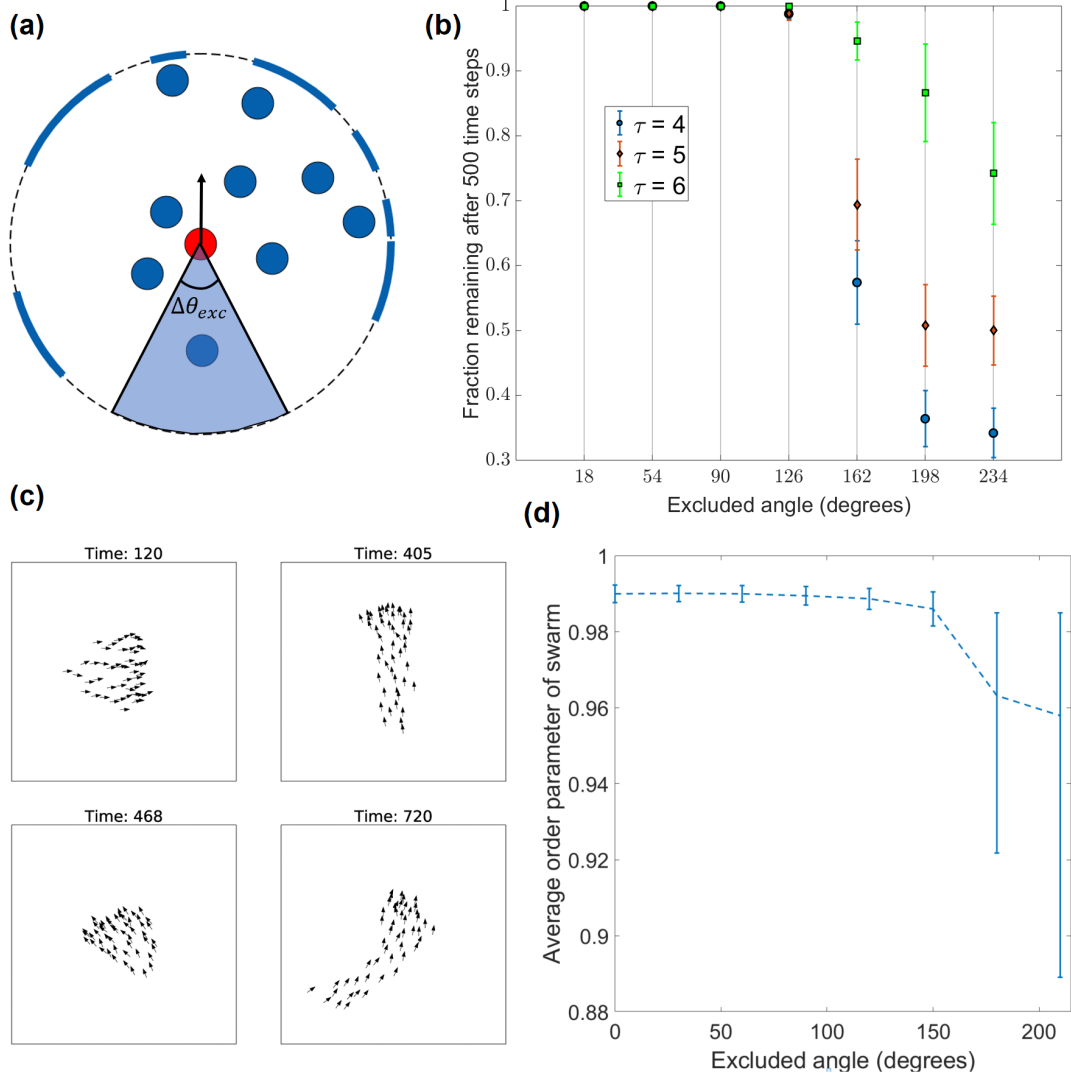 (a)
Δθexc
(b)
Fraction remaining after 500 time steps
1
0.9
0.8
0.7
0.6
0.5
0.4
0.3
τ = 4
τ = 5
τ = 6
18 54 90 126 162 198 234
Excluded angle (degrees)
(c)
Time: 120
Time: 405
Time: 468
Time: 720
(d)
Average order parameter of swarm
1
0.98
0.96
0.94
0.92
0.9
0.88
0 50 100 150 200
Excluded angle (degrees)